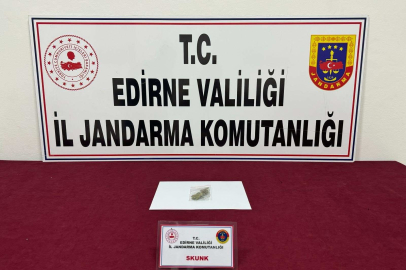 T.C.
EDİRNE VALİLİĞİ
İL JANDARMA KOMUTANLIĞI
JANDARMA
T.C.
EDİRNE VALİLİĞİ
İL JANDARMA KOMUTANLIĞI
SKUNK